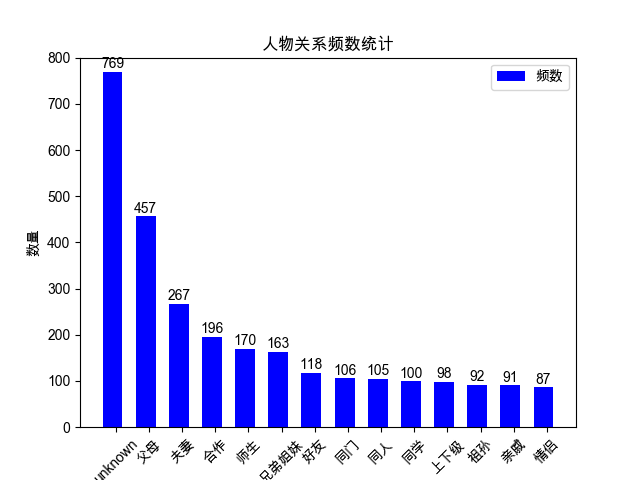 人物关系频数统计
频数
数量
800
700
600
500
400
300
200
100
0
769
457
267
196
170
163
118
106
105
100
98
92
91
87
unknown
父母
夫妻
合作
师生
兄弟姐妹
好友
同门
同人
同学
上下级
祖孙
亲戚
情侣